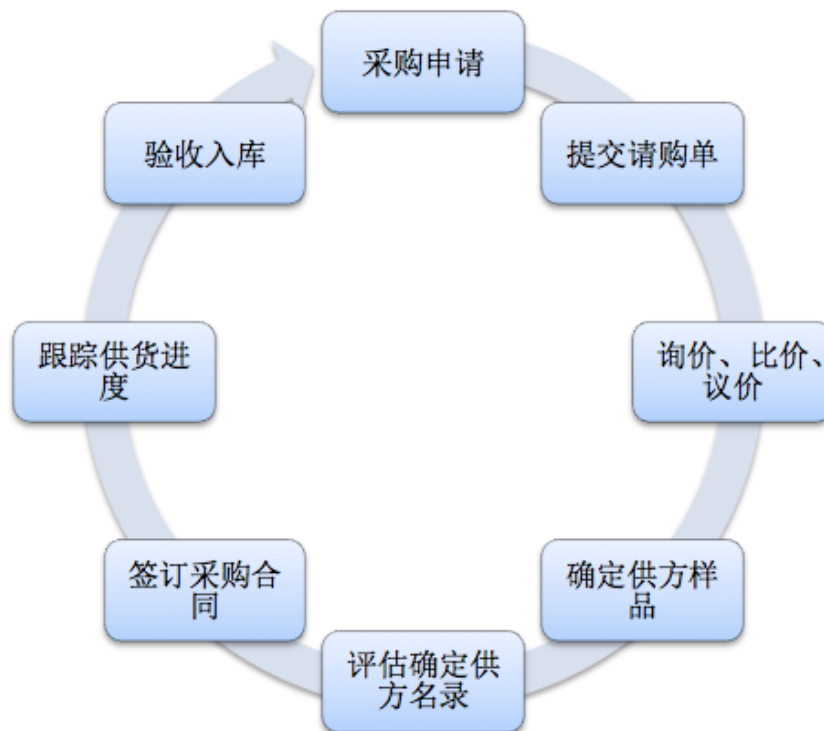 采购申请
提交请购单
询价、比价、
议价
确定供方样
品
评估确定供
方名录
签订采购合
同
跟踪供货进
度
验收入库